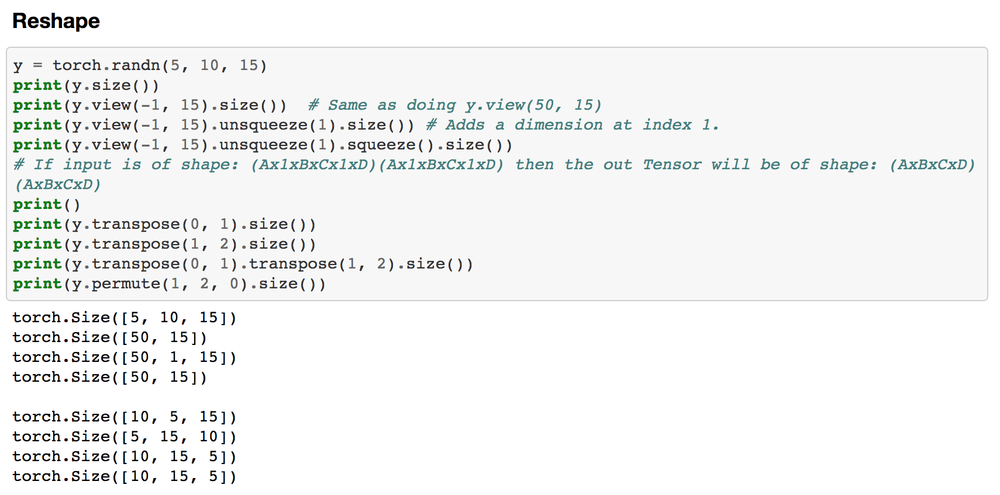 Reshape
y = torch.randn(5, 10, 15)
print(y.size())
print(y.view(-1, 15).size())  # Same as doing y.view(50, 15)
print(y.view(-1, 15).unsqueeze(1).size()) # Adds a dimension at index 1.
print(y.view(-1, 15).unsqueeze(1).squeeze().size())
# If input is of shape: (Ax1xBxCx1xD)(Ax1xBxCx1xD) then the out Tensor will be of shape: (AxBxCxD)
(AxBxCxD)
print()
print(y.transpose(0, 1).size())
print(y.transpose(1, 2).size())
print(y.transpose(0, 1).transpose(1, 2).size())
print(y.permute(1, 2, 0).size())
torch.Size([5, 10, 15])
torch.Size([50, 15])
torch.Size([50, 1, 15])
torch.Size([50, 15])
torch.Size([10, 5, 15])
torch.Size([5, 15, 10])
torch.Size([10, 15, 5])
torch.Size([10, 15, 5])